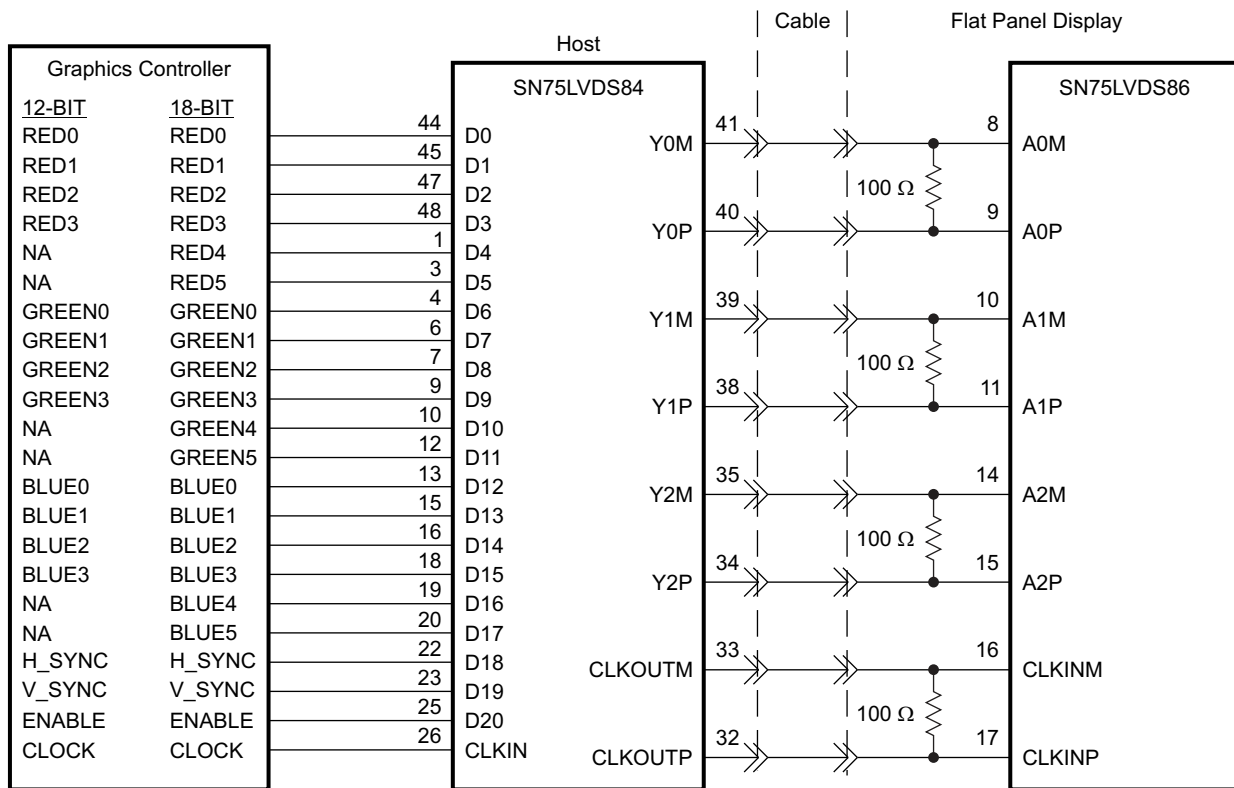 Cable
Flat Panel Display
Host
Graphics Controller
SN75LVDS84
SN75LVDS86
12-BIT 18-BIT
RED0 RED0 44 D0
RED1 RED1 45 D1
RED2 RED2 47 D2
RED3 RED3 48 D3
NA RED4 1 D4
NA RED5 3 D5
GREEN0 GREEN0 4 D6
GREEN1 GREEN1 6 D7
GREEN2 GREEN2 7 D8
GREEN3 GREEN3 9 D9
NA GREEN4 10 D10
NA GREEN5 12 D11
BLUE0 BLUE0 13 D12
BLUE1 BLUE1 15 D13
BLUE2 BLUE2 16 D14
BLUE3 BLUE3 18 D15
NA BLUE4 19 D16
NA BLUE5 20 D17
H_SYNC H_SYNC 22 D18
V_SYNC V_SYNC 23 D19
ENABLE ENABLE 25 D20
CLOCK CLOCK 26 CLKIN
Y0M 41 8 A0M
100 Ω
Y0P 40 9 A0P
Y1M 39 10 A1M
100 Ω
Y1P 38 11 A1P
Y2M 35 14 A2M
100 Ω
Y2P 34 15 A2P
CLKOUTM 33 16 CLKINM
100 Ω
CLKOUTP 32 17 CLKINP